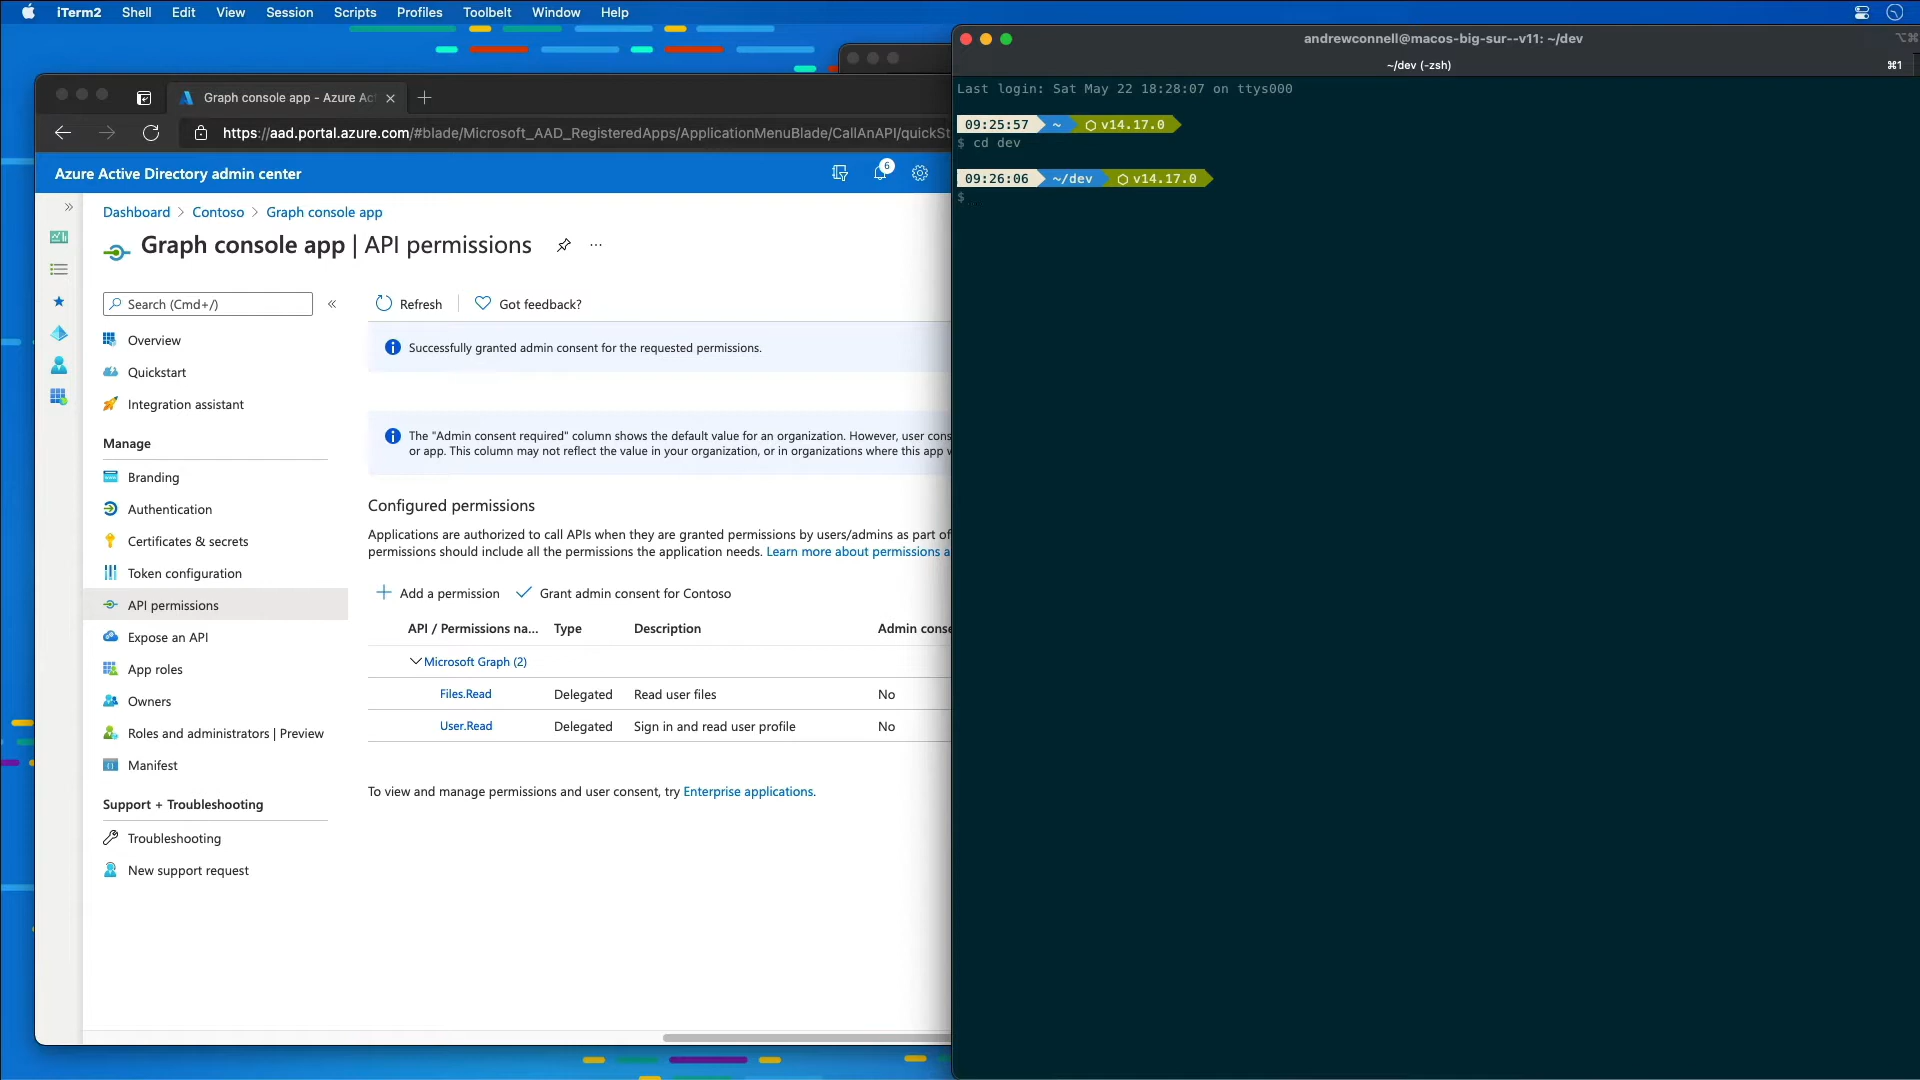 iTerm2 Shell Edit View Session Scripts Profiles Toolbelt Window Help
Graph console app - Azure Ac
https://aad.portal.azure.com/#blade/Microsoft_AAD_RegisteredApps/ApplicationMenuBlade/CallAnAPI/quickSt
Azure Active Directory admin center
6
Dashboard > Contoso > Graph console app
Graph console app | API permissions
Search (Cmd+/)
Refresh
Got feedback?
Overview
Quickstart
Integration assistant
Manage
Branding
Authentication
Certificates & secrets
Token configuration
API permissions
Expose an API
App roles
Owners
Roles and administrators | Preview
Manifest
Support + Troubleshooting
Troubleshooting
New support request
Successfully granted admin consent for the requested permissions.
The "Admin consent required" column shows the default value for an organization. However, user cons
or app. This column may not reflect the value in your organization, or in organizations where this app w
Configured permissions
Applications are authorized to call APIs when they are granted permissions by users/admins as part of
permissions should include all the permissions the application needs. Learn more about permissions a
Add a permission Grant admin consent for Contoso
API / Permissions na... Type Description Admin conse
Microsoft Graph (2)
Files.Read Delegated Read user files No
User.Read Delegated Sign in and read user profile No
To view and manage permissions and user consent, try Enterprise applications.
andrewconnell@macos-big-sur--v11: ~/dev
⌥⌘
~/dev (-zsh)
⌘1
Last login: Sat May 22 18:28:07 on ttys000
09:25:57 ~ v14.17.0
$ cd dev
09:26:06 ~/dev v14.17.0
$